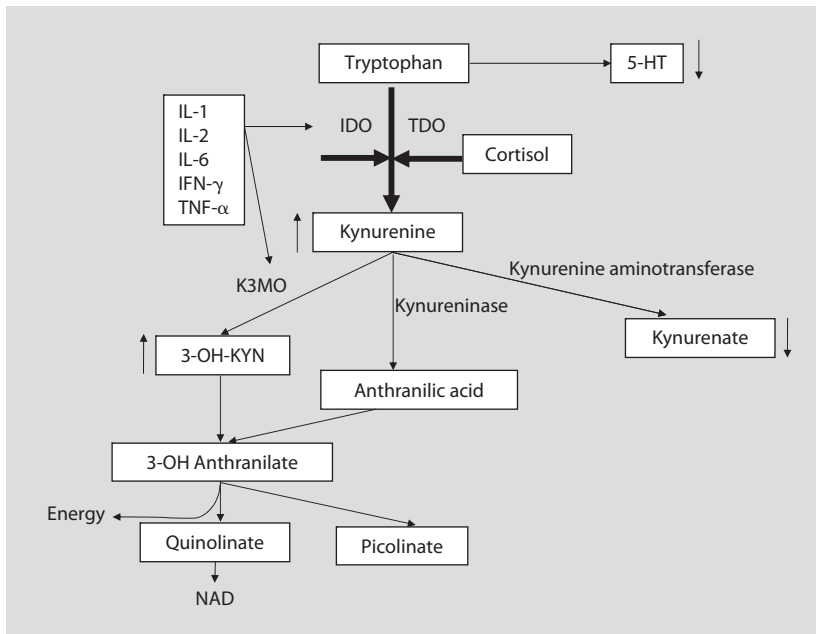 Tryptophan
5-HT
IL-1
IL-2
IL-6
IFN-γ
TNF-α
IDO
TDO
Cortisol
Kynurenine
Kynurenine aminotransferase
K3MO
Kynureninase
Kynurenate
3-OH-KYN
Anthranilic acid
3-OH Anthranilate
Energy
Quinolinate
Picolinate
NAD